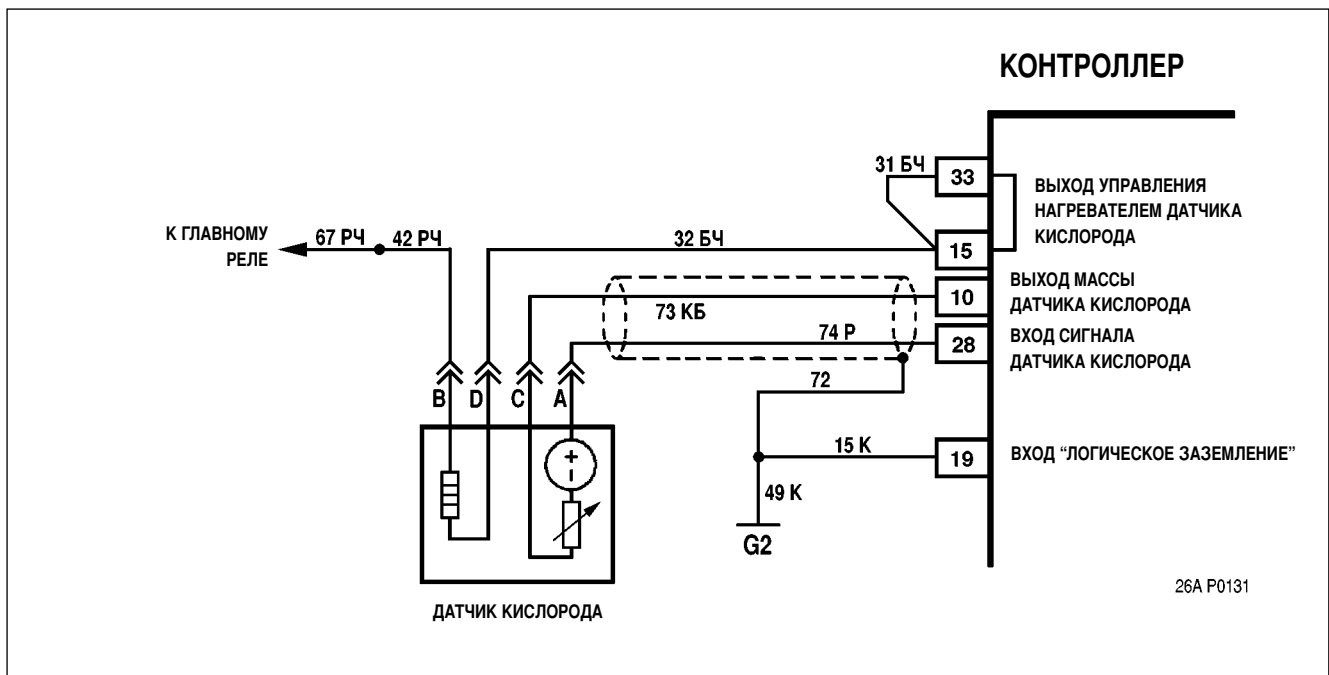 КОНТРОЛЛЕР
31 БЧ
33
ВЫХОД УПРАВЛЕНИЯ
НАГРЕВАТЕЛЕМ ДАТЧИКА
КИСЛОРОДА
К ГЛАВНОМУ
РЕЛЕ
67 РЧ
42 РЧ
32 БЧ
15
10
ВЫХОД МАССЫ
ДАТЧИКА КИСЛОРОДА
73 КБ
74 Р
28
ВХОД СИГНАЛА
ДАТЧИКА КИСЛОРОДА
B
D
C
A
72
15 К
19
ВХОД “ЛОГИЧЕСКОЕ ЗАЗЕМЛЕНИЕ”
49 К
G2
ДАТЧИК КИСЛОРОДА
26A P0131